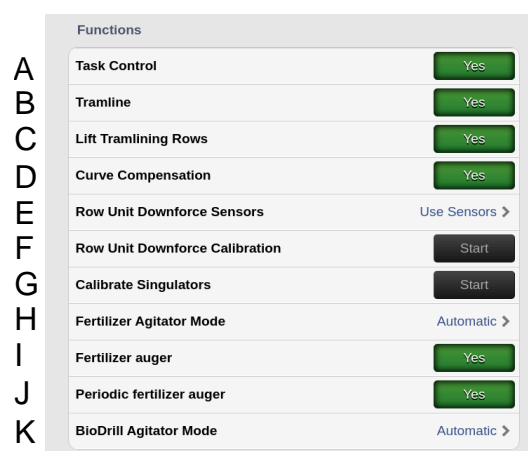 Functions
A Task Control Yes
B Tramline Yes
C Lift Tramlining Rows Yes
D Curve Compensation Yes
E Row Unit Downforce Sensors Use Sensors
F Row Unit Downforce Calibration Start
G Calibrate Singulators Start
H Fertilizer Agitator Mode Automatic
I Fertilizer auger Yes
J Periodic fertilizer auger Yes
K BioDrill Agitator Mode Automatic